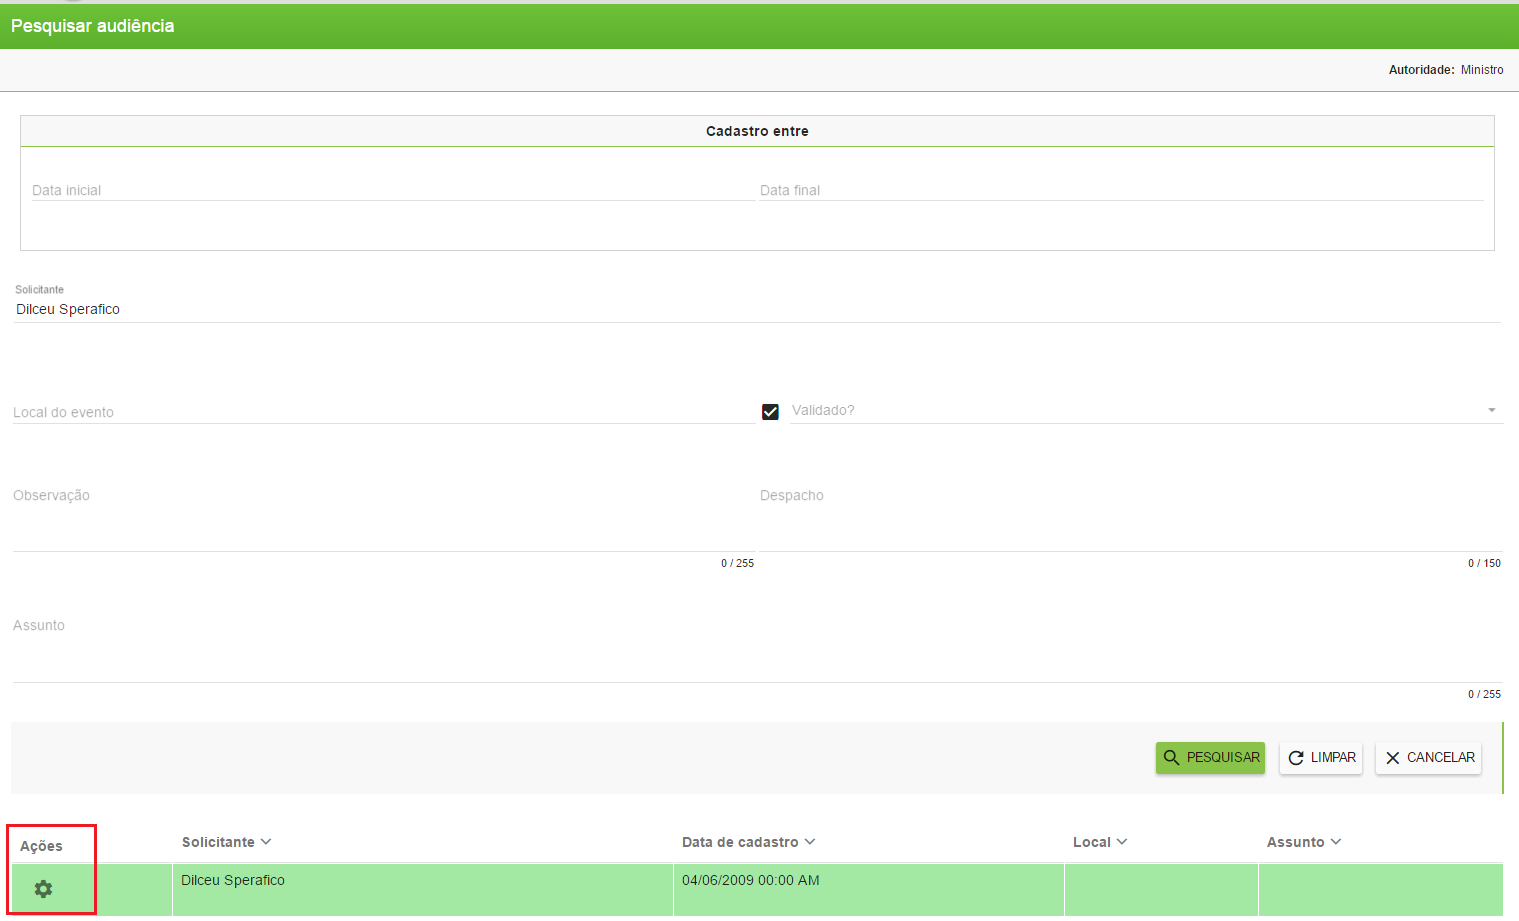 Pesquisar audiência
Autoridade: Ministro
Cadastro entre
Data inicial Data final
Solicitante
Dilceu Sperafico
Local do evento Validado?
Observação Despacho
0 / 255 0 / 150
Assunto
0 / 255
PESQUISAR LIMPAR CANCELAR
Ações Solicitante Data de cadastro Local Assunto
Dilceu Sperafico 04/06/2009 00:00 AM